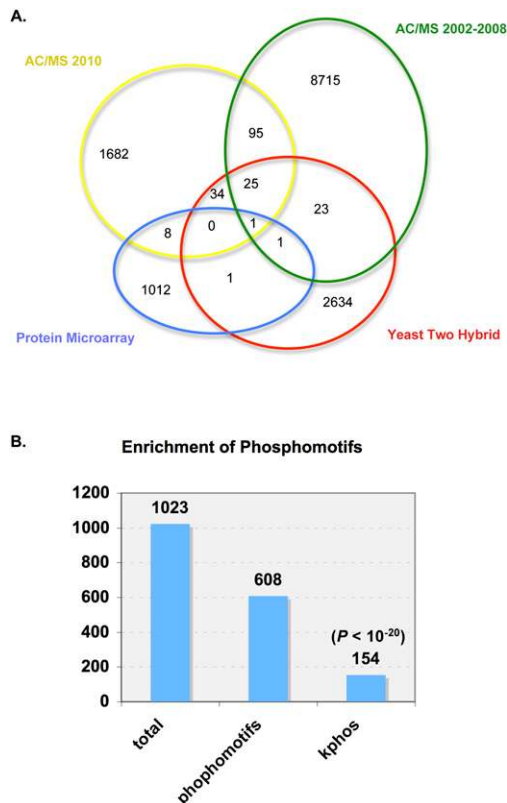 A.
AC/MS 2010
AC/MS 2002-2008
8715
95
1682
25
34
23
0
1
8
1
1012
1
2634
Protein Microarray
Yeast Two Hybrid
B.
Enrichment of Phosphomotifs
1200
1000
800
600
400
200
0
1023
608
(P < 10-20)
154
total
phophomotifs
kphos